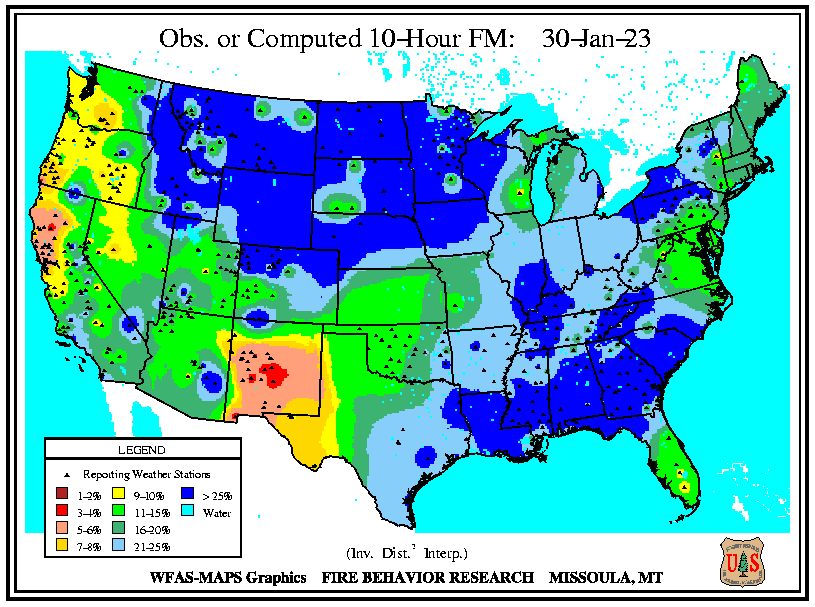 Obs. or Computed 10-Hour FM: 30-Jan-23
LEGEND
Reporting Weather Stations
1-2% 9-10% > 25%
3-4% 11-15% Water
5-6% 16-20%
7-8% 21-25%
(Inv. Dist.² Interp.)
WFAS-MAPS Graphics FIRE BEHAVIOR RESEARCH MISSOULA, MT
U S